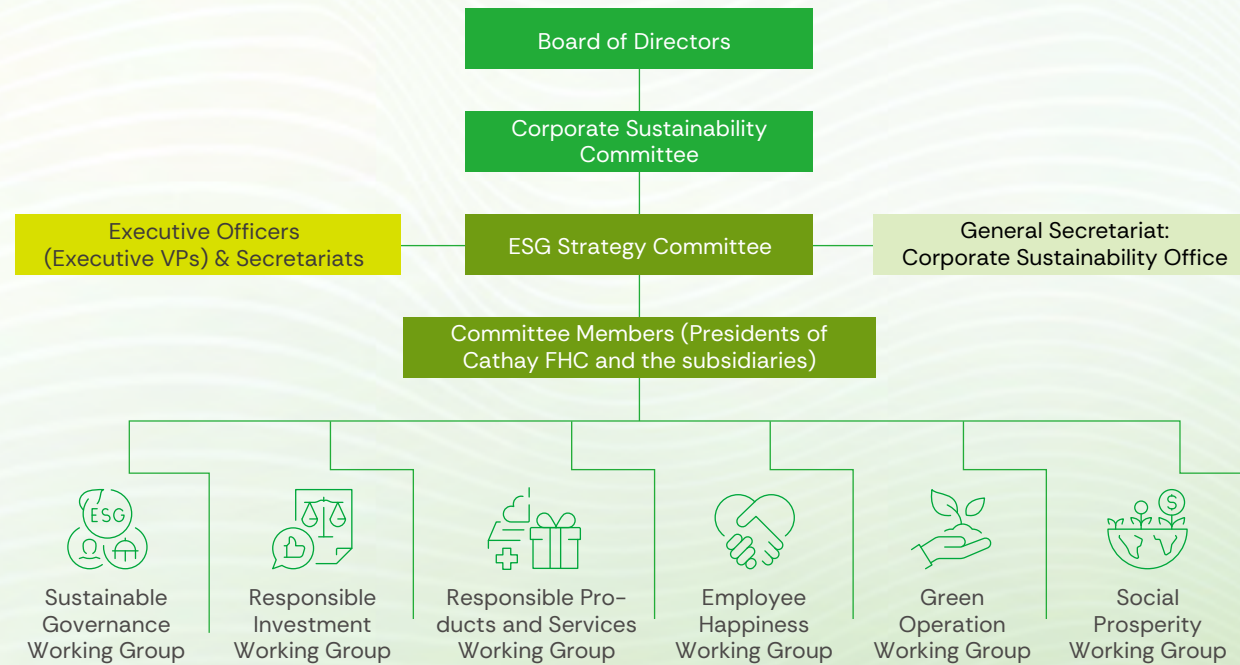 Board of Directors
Corporate Sustainability
Committee
Executive Officers
(Executive VPs) & Secretariats
ESG Strategy Committee
General Secretariat:
Corporate Sustainability Office
Committee Members (Presidents of
Cathay FHC and the subsidiaries)
ESG
$
Sustainable
Governance
Working Group
Responsible
Investment
Working Group
Responsible Pro-
ducts and Services
Working Group
Employee
Happiness
Working Group
Green
Operation
Working Group
Social
Prosperity
Working Group